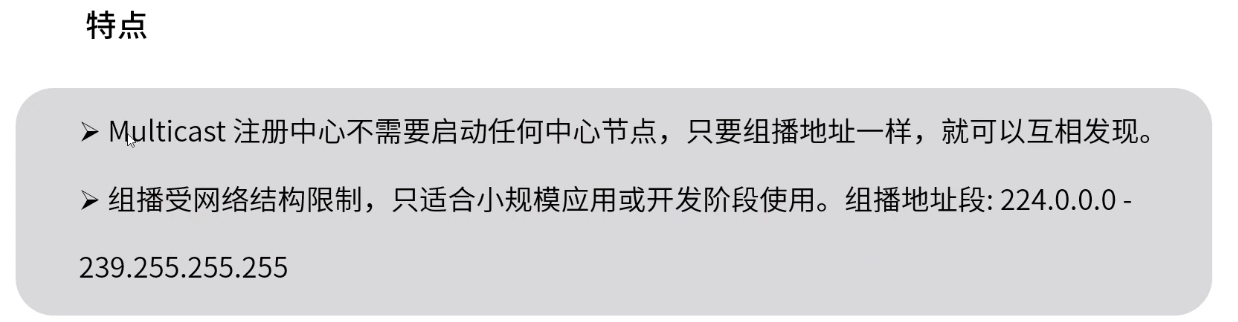 特点
➢ Multicast 注册中心不需要启动任何中心节点，只要组播地址一样，就可以互相发现。
➢ 组播受网络结构限制，只适合小规模应用或开发阶段使用。组播地址段: 224.0.0.0 -
239.255.255.255